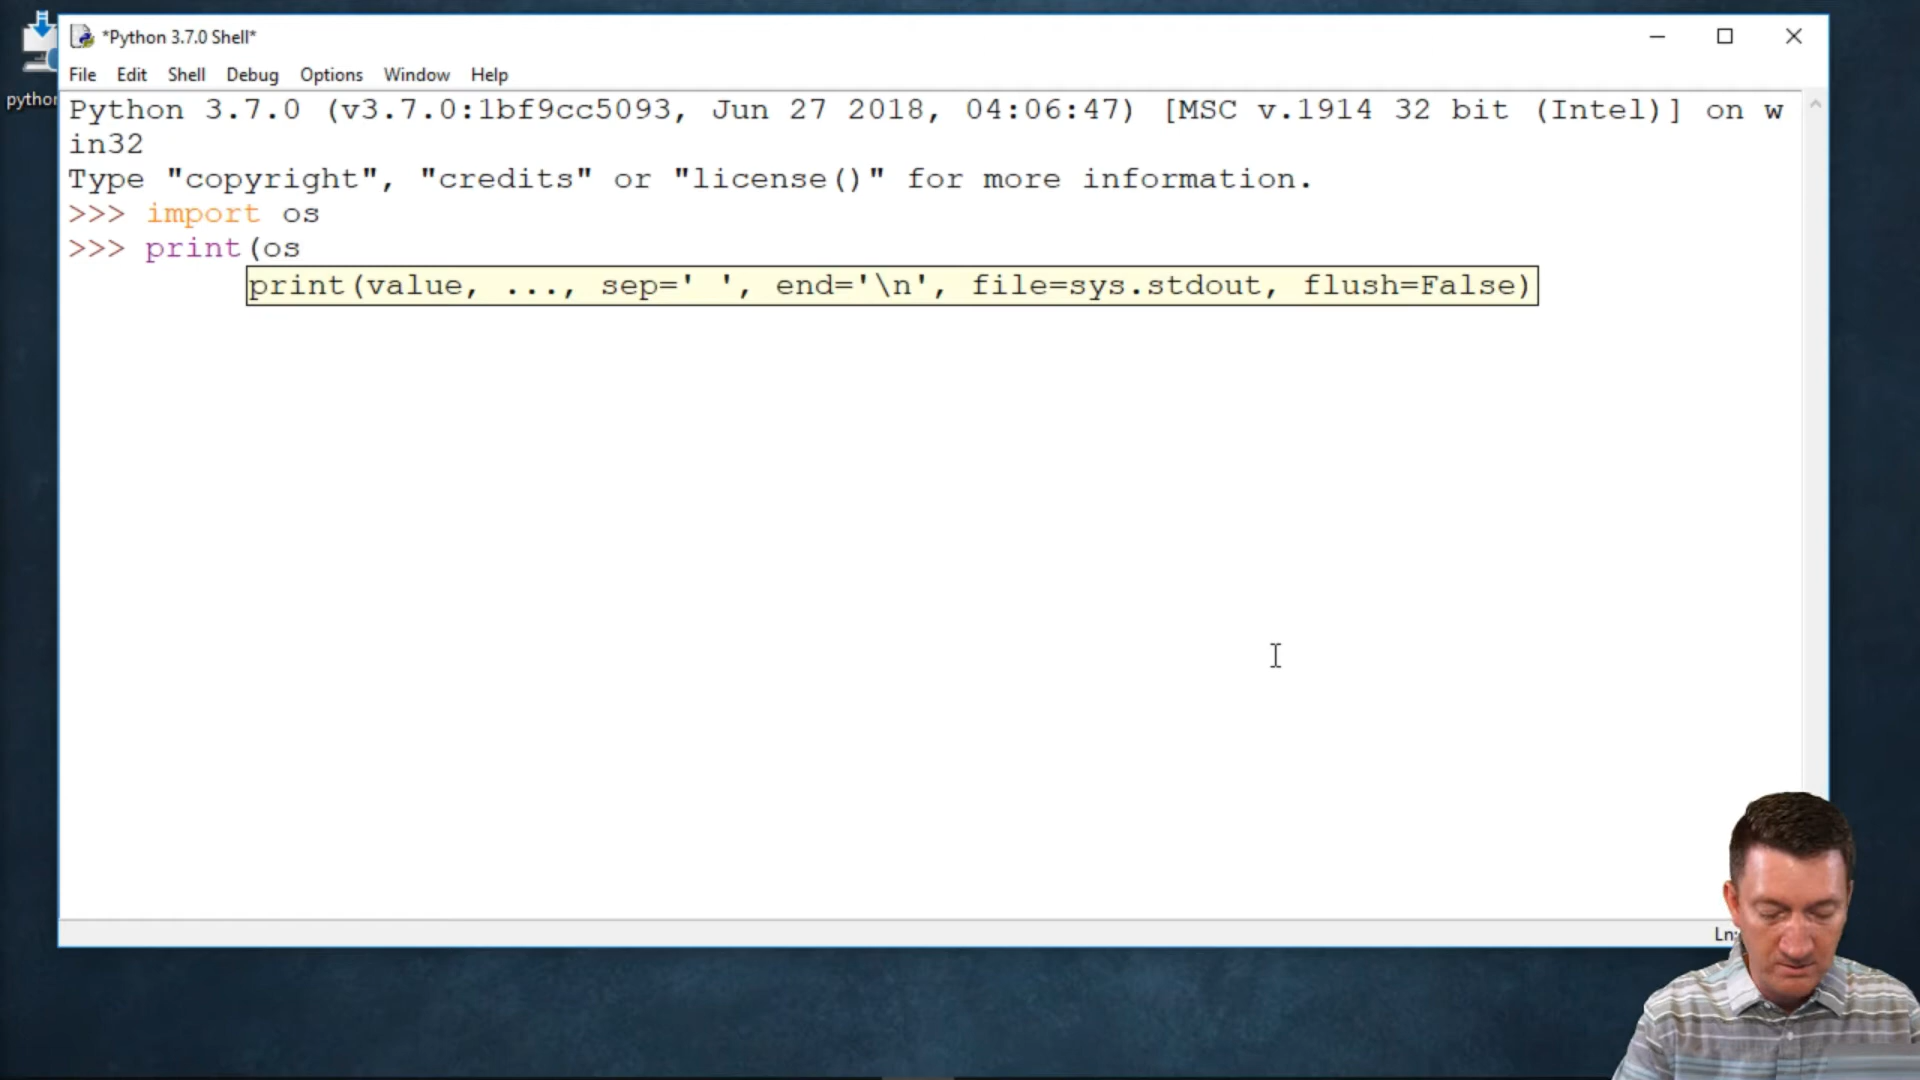 *Python 3.7.0 Shell*
File Edit Shell Debug Options Window Help
Python 3.7.0 (v3.7.0:1bf9cc5093, Jun 27 2018, 04:06:47) [MSC v.1914 32 bit (Intel)] on w
in32
Type "copyright", "credits" or "license()" for more information.
>>> import os
>>> print(os
print(value, ..., sep=' ', end='\n', file=sys.stdout, flush=False)
python
Ln: